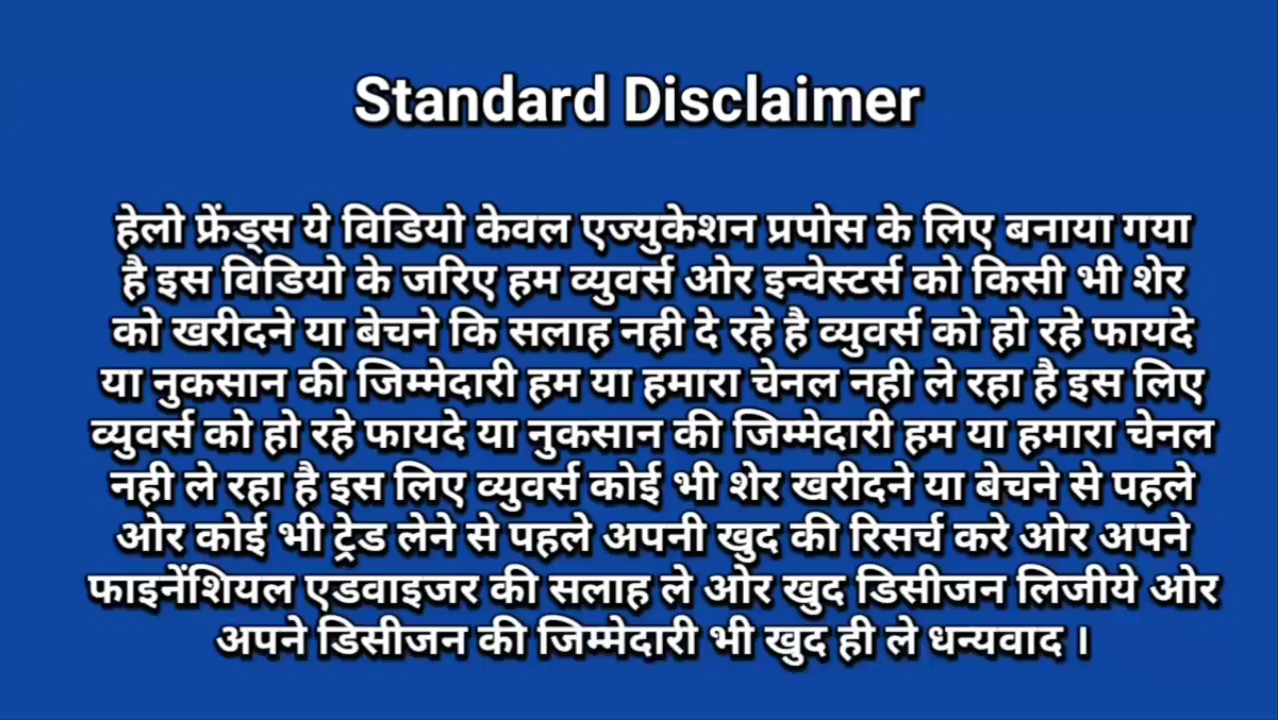 Standard Disclaimer
हेलो फ्रेंड्स ये विडियो केवल एज्युकेशन प्रपोस के लिए बनाया गया
है इस विडियो के जरिए हम व्युवर्स ओर इन्वेस्टर्स को किसी भी शेर
को खरीदने या बेचने कि सलाह नही दे रहे है व्युवर्स को हो रहे फायदे
या नुकसान की जिम्मेदारी हम या हमारा चेनल नही ले रहा है इस लिए
व्युवर्स को हो रहे फायदे या नुकसान की जिम्मेदारी हम या हमारा चेनल
नही ले रहा है इस लिए व्युवर्स कोई भी शेर खरीदने या बेचने से पहले
ओर कोई भी ट्रेड लेने से पहले अपनी खुद की रिसर्च करे ओर अपने
फाइनेंशियल एडवाइजर की सलाह ले ओर खुद डिसीजन लिजीये ओर
अपने डिसीजन की जिम्मेदारी भी खुद ही ले धन्यवाद ।